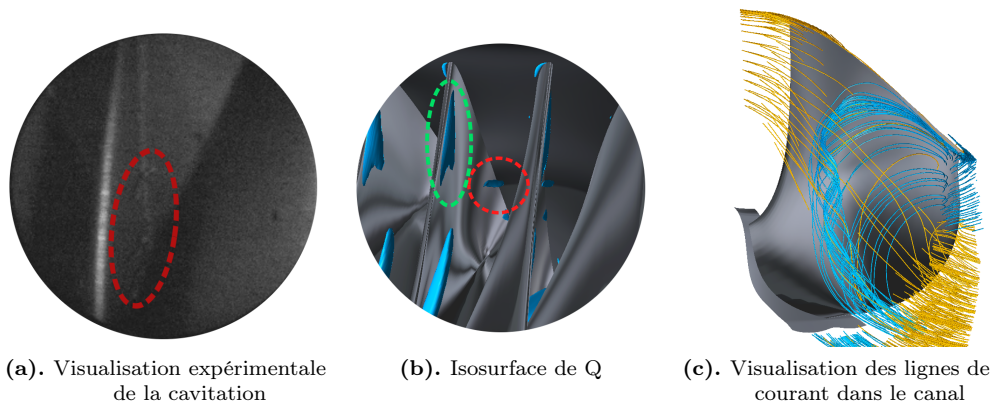 (a). Visualisation expérimentale
de la cavitation
(b). Isosurface de Q
(c). Visualisation des lignes de
courant dans le canal